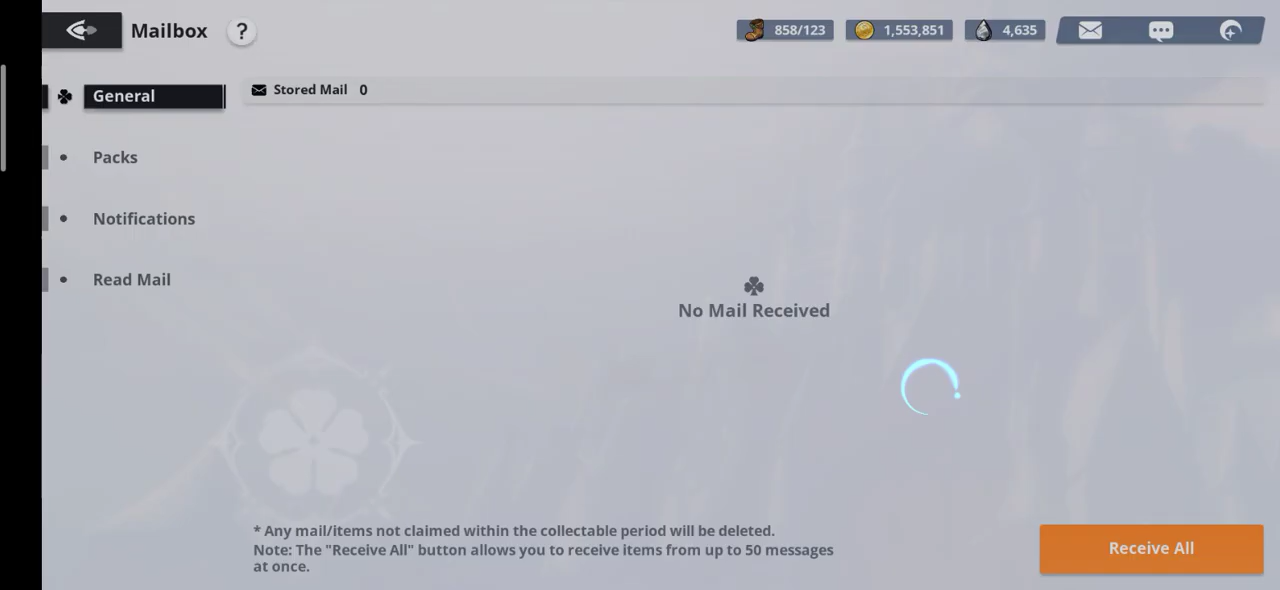 Mailbox ? 858/123 1,553,851 4,635
General
Stored Mail 0
Packs
Notifications
Read Mail
No Mail Received
* Any mail/items not claimed within the collectable period will be deleted.
Note: The "Receive All" button allows you to receive items from up to 50 messages
at once.
Receive All